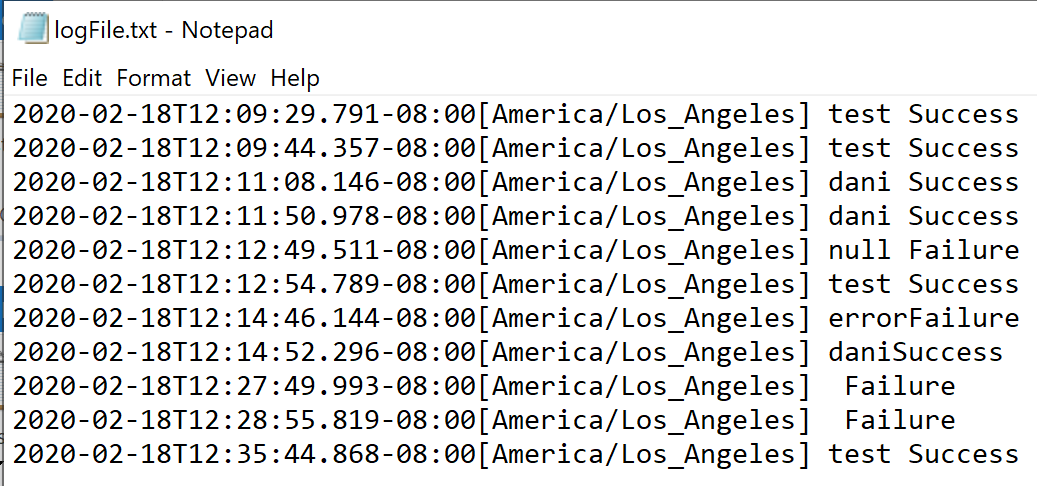 logFile.txt - Notepad
File Edit Format View Help
2020-02-18T12:09:29.791-08:00[America/Los_Angeles] test Success
2020-02-18T12:09:44.357-08:00[America/Los_Angeles] test Success
2020-02-18T12:11:08.146-08:00[America/Los_Angeles] dani Success
2020-02-18T12:11:50.978-08:00[America/Los_Angeles] dani Success
2020-02-18T12:12:49.511-08:00[America/Los_Angeles] null Failure
2020-02-18T12:12:54.789-08:00[America/Los_Angeles] test Success
2020-02-18T12:14:46.144-08:00[America/Los_Angeles] errorFailure
2020-02-18T12:14:52.296-08:00[America/Los_Angeles] daniSuccess
2020-02-18T12:27:49.993-08:00[America/Los_Angeles]  Failure
2020-02-18T12:28:55.819-08:00[America/Los_Angeles]  Failure
2020-02-18T12:35:44.868-08:00[America/Los_Angeles] test Success